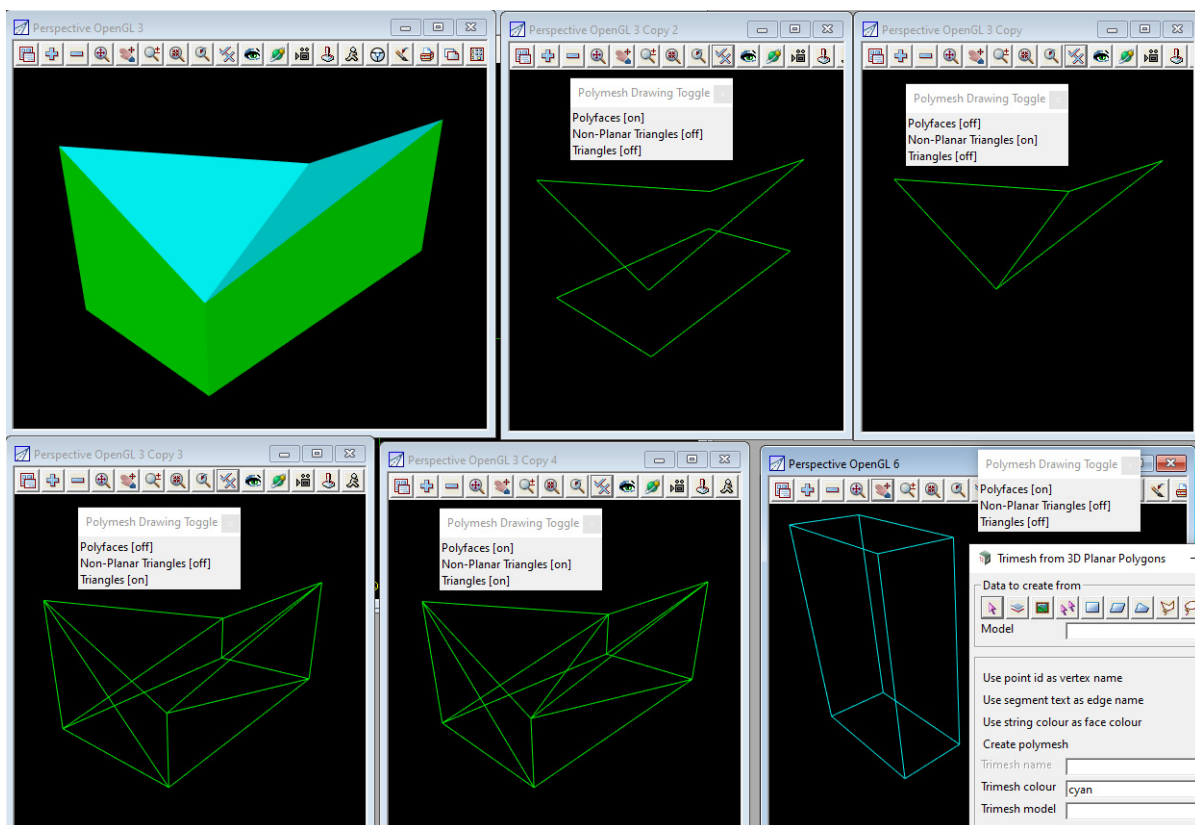 Perspective OpenGL 3
Perspective OpenGL 3 Copy 2
Perspective OpenGL 3 Copy
Polymesh Drawing Toggle
Polyfaces [on]
Non-Planar Triangles [off]
Triangles [off]
Polymesh Drawing Toggle
Polyfaces [off]
Non-Planar Triangles [on]
Triangles [off]
Perspective OpenGL 3 Copy 3
Perspective OpenGL 3 Copy 4
Perspective OpenGL 6
Polymesh Drawing Toggle
Polyfaces [off]
Non-Planar Triangles [off]
Triangles [on]
Polymesh Drawing Toggle
Polyfaces [on]
Non-Planar Triangles [on]
Triangles [on]
Polymesh Drawing Toggle
Polyfaces [on]
Non-Planar Triangles [off]
Triangles [off]
Trimesh from 3D Planar Polygons
Data to create from
Model
Use point id as vertex name
Use segment text as edge name
Use string colour as face colour
Create polymesh
Trimesh name
Trimesh colour cyan
Trimesh model